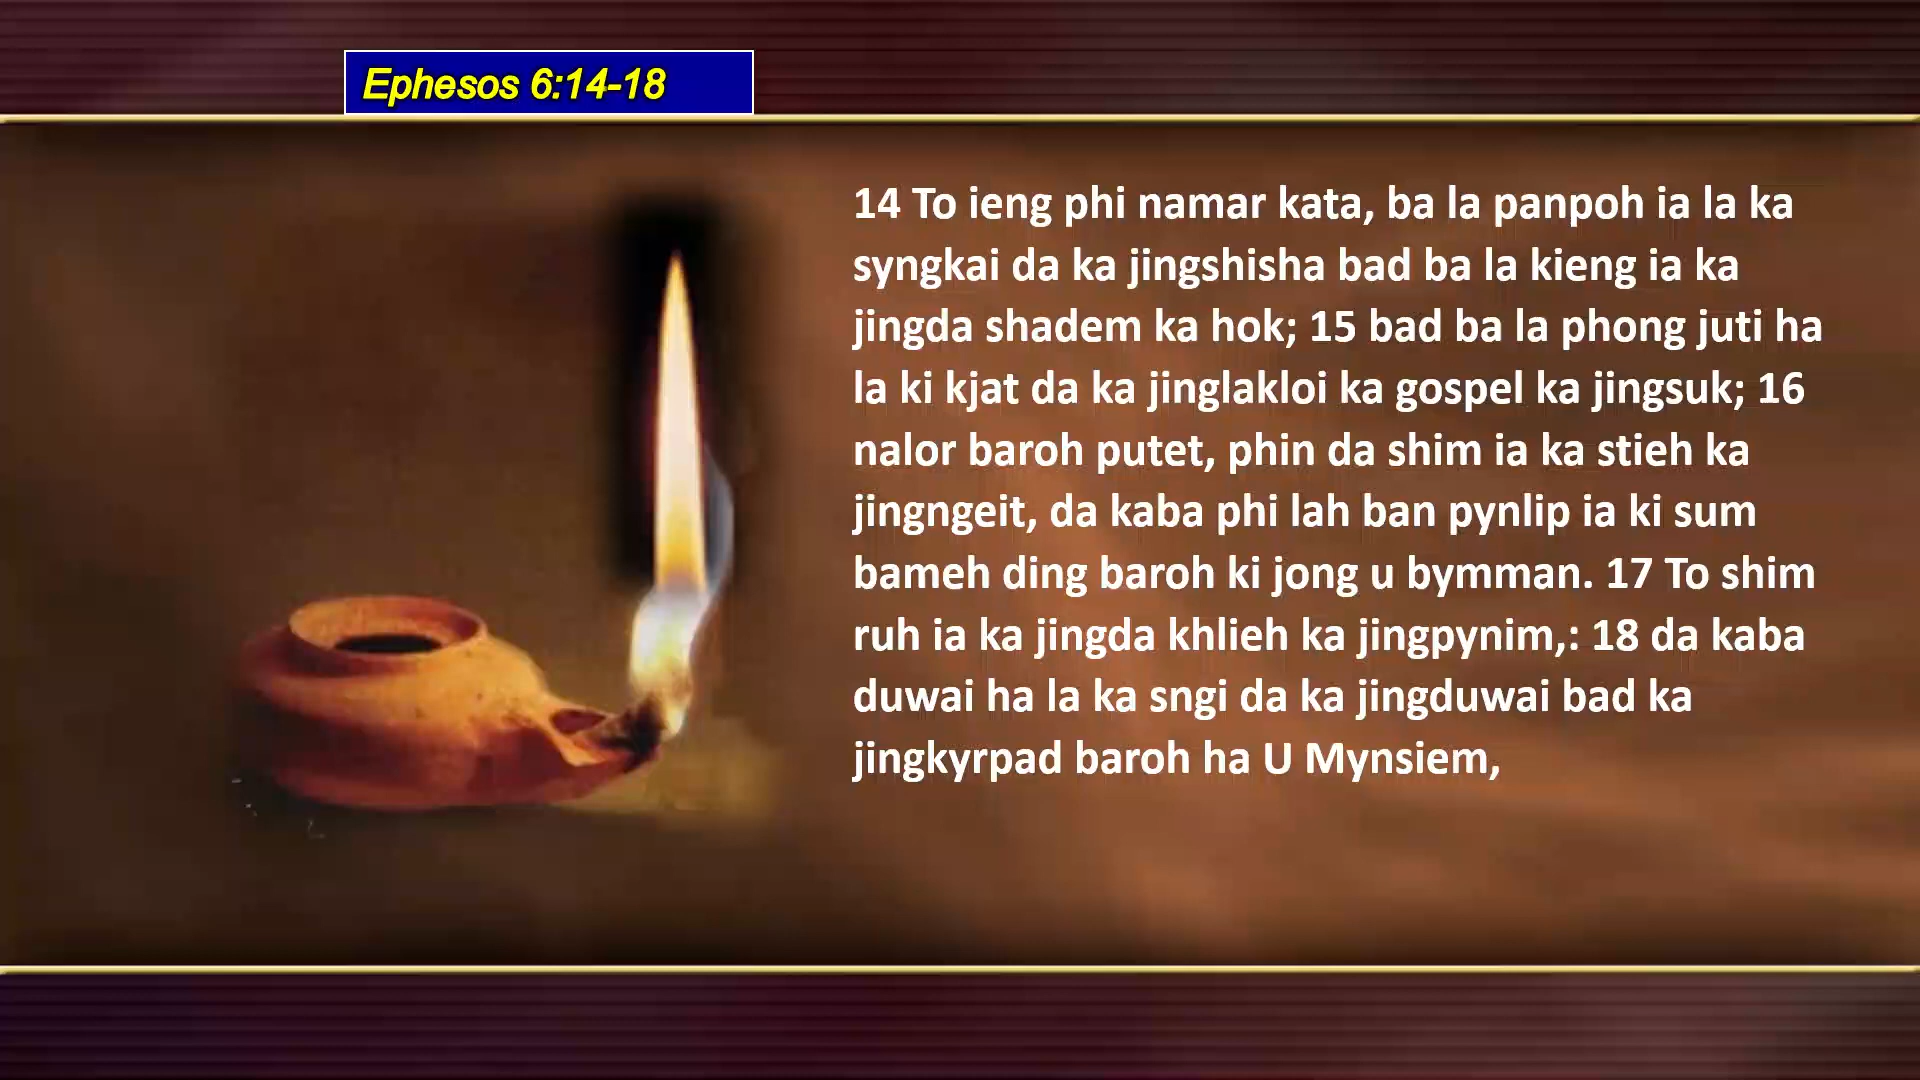 Ephesos 6:14-18
14 To ieng phi namar kata, ba la panpoh ia la ka
syngkai da ka jingshisha bad ba la kieng ia ka
jingda shadem ka hok; 15 bad ba la phong juti ha
la ki kjat da ka jinglakloi ka gospel ka jingsuk; 16
nalor baroh putet, phin da shim ia ka stieh ka
jingngeit, da kaba phi lah ban pynlip ia ki sum
bameh ding baroh ki jong u bymman. 17 To shim
ruh ia ka jingda khlieh ka jingpynim,: 18 da kaba
duwai ha la ka sngi da ka jingduwai bad ka
jingkyrpad baroh ha U Mynsiem,